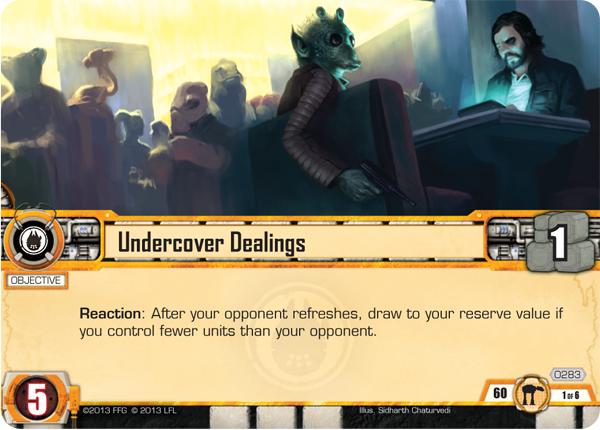 Undercover Dealings
1
OBJECTIVE
Reaction: After your opponent refreshes, draw to your reserve value if
you control fewer units than your opponent.
5
©2013 FFG © 2013 LFL
Illus. Sidharth Chaturvedi
0283
60
1 OF 6